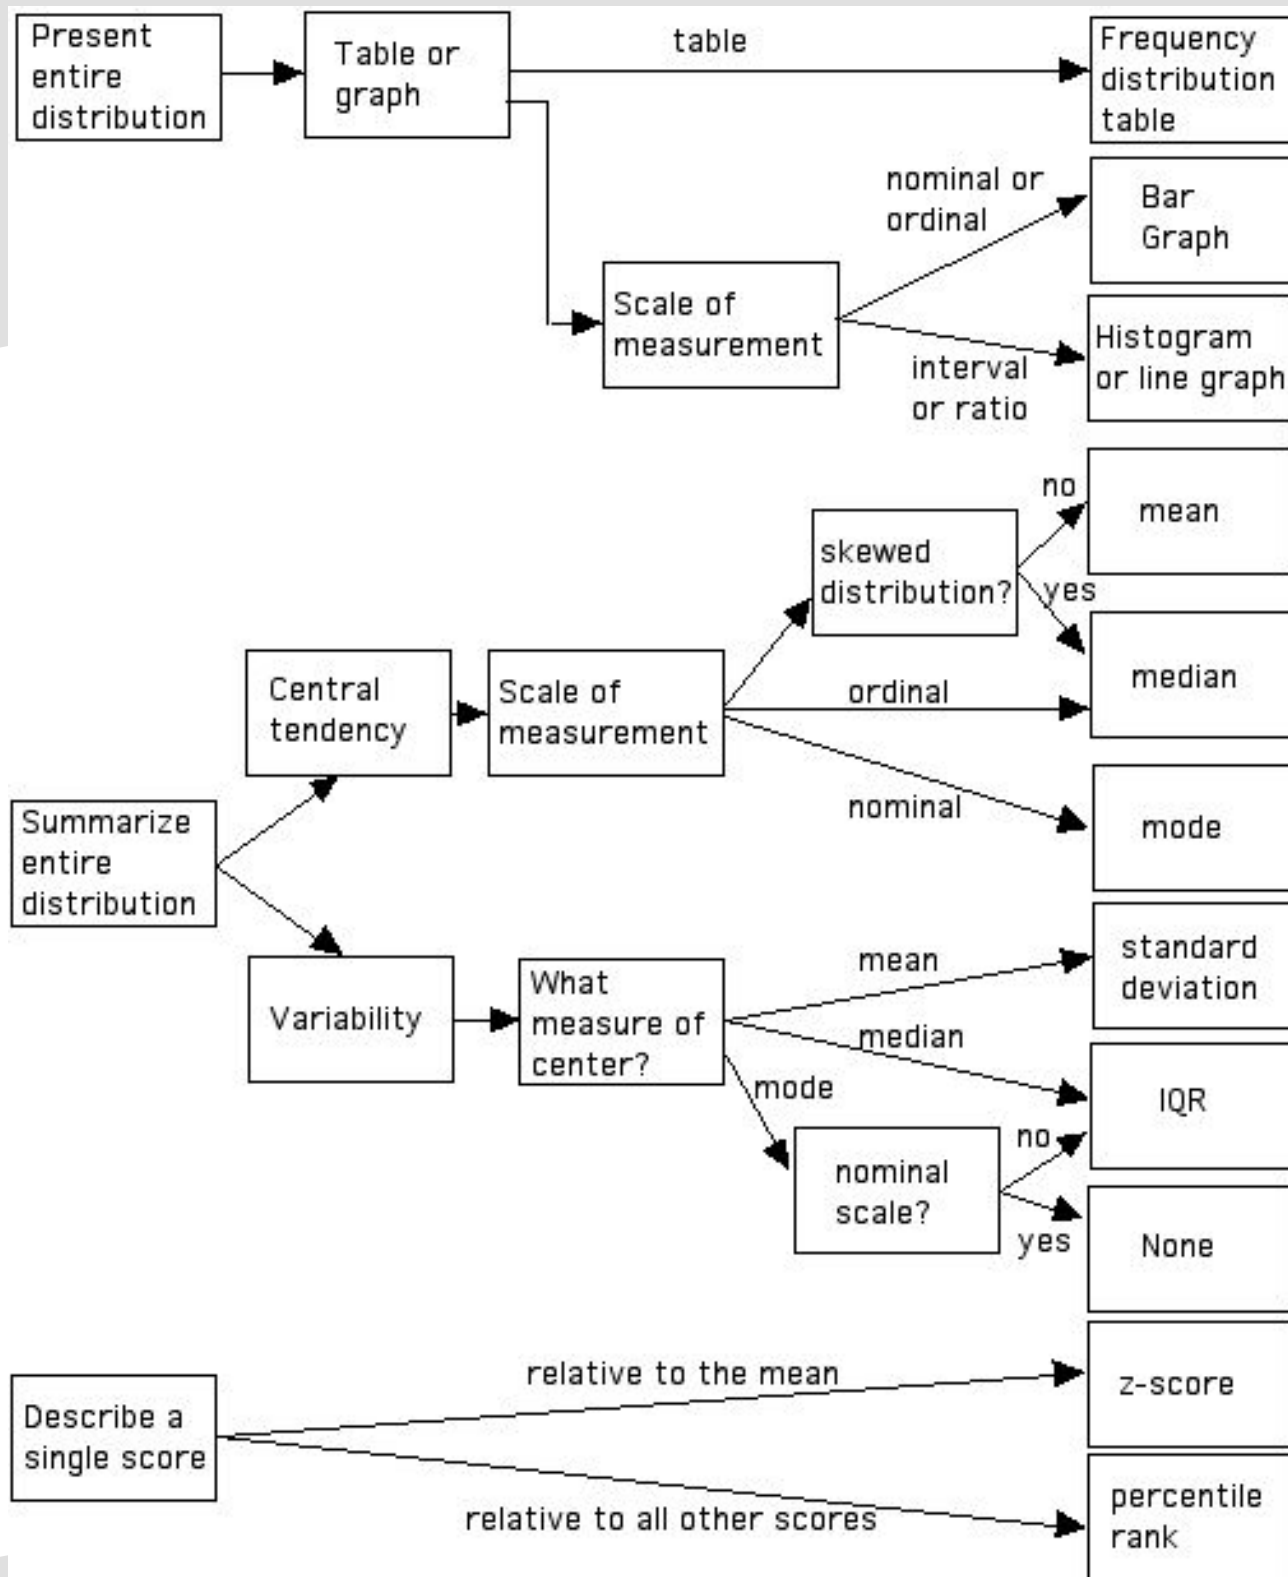 Present
entire
distribution
Table or
graph
table
Frequency
distribution
table
nominal or
ordinal
Bar
Graph
Scale of
measurement
interval
or ratio
Histogram
or line graph
no
mean
skewed
distribution?
yes
median
Central
tendency
Scale of
measurement
ordinal
nominal
mode
Summarize
entire
distribution
Variability
What
measure of
center?
mean
standard
deviation
median
IQR
mode
nominal
scale?
no
yes
None
Describe a
single score
relative to the mean
z-score
relative to all other scores
percentile
rank